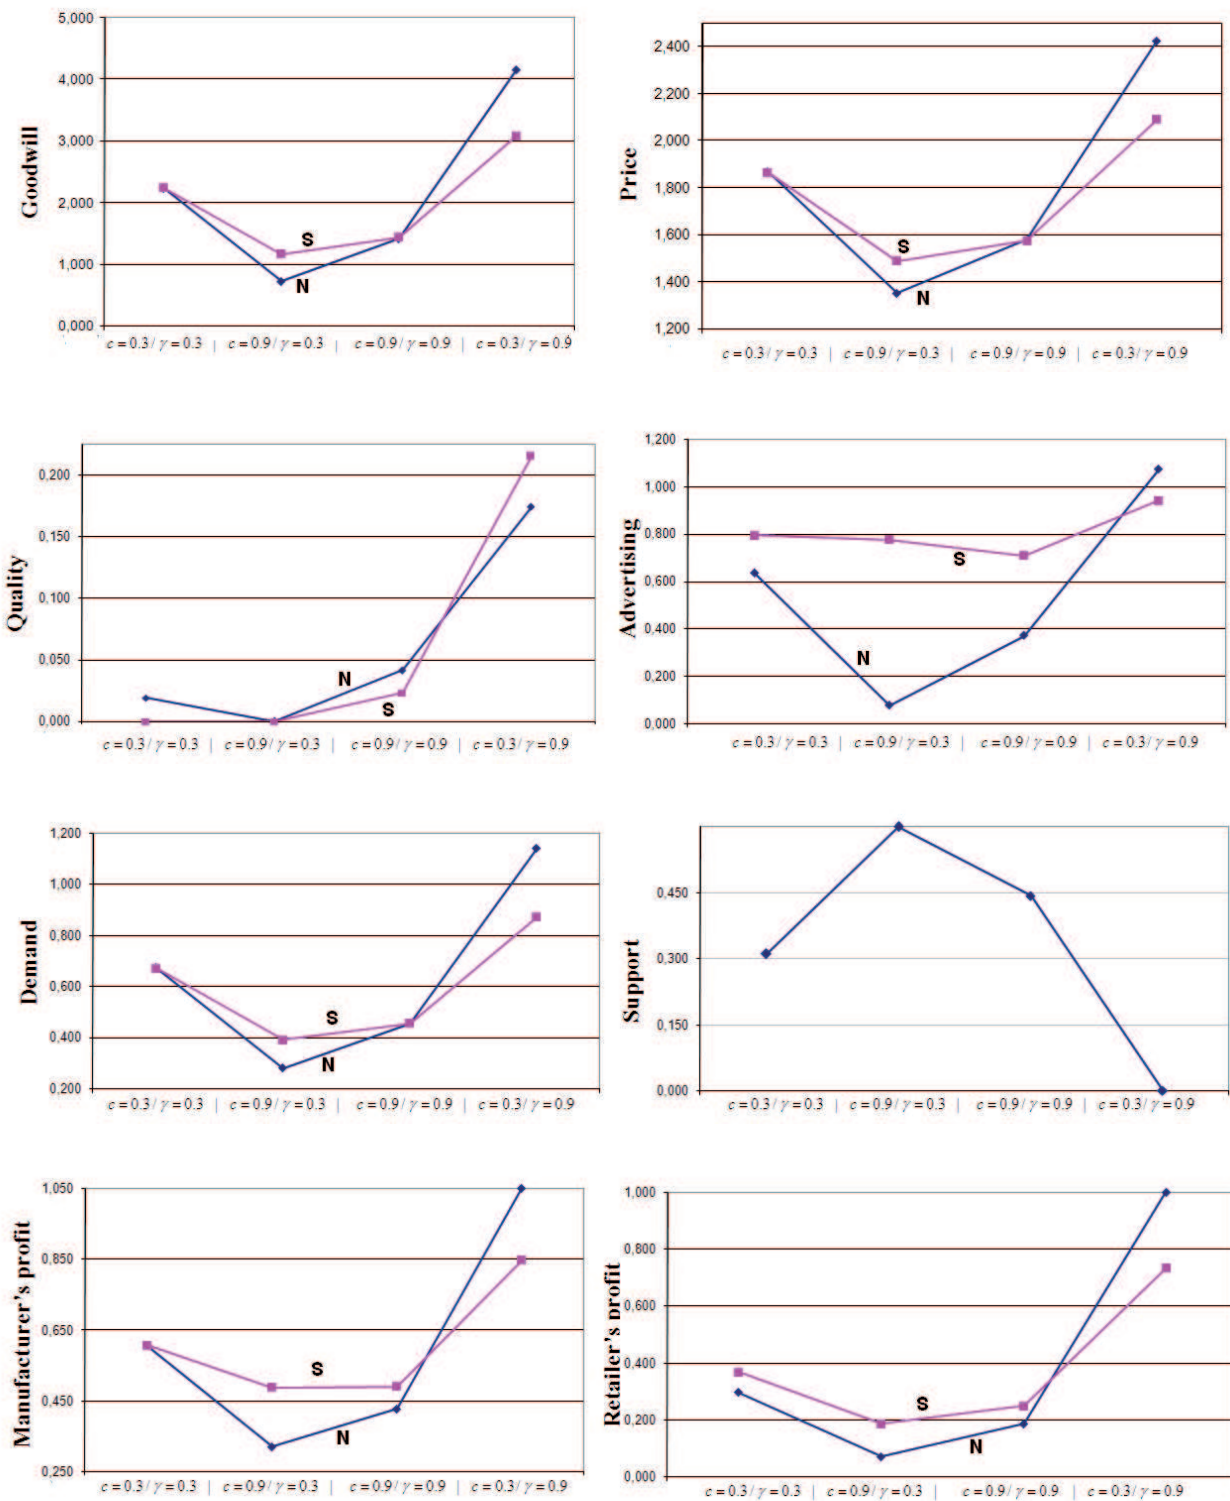 5,000
4,000
3,000
2,000
1,000
0,000
Goodwill
S
N
c = 0.3 / γ = 0.3 | c = 0.9 / γ = 0.3 | c = 0.9 / γ = 0.9 | c = 0.3 / γ = 0.9
2,400
2,200
2,000
1,800
1,600
1,400
1,200
Price
S
N
c = 0.3 / γ = 0.3 | c = 0.9 / γ = 0.3 | c = 0.9 / γ = 0.9 | c = 0.3 / γ = 0.9
0,200
0,150
0,100
0,050
0,000
Quality
N
S
c = 0.3 / γ = 0.3 | c = 0.9 / γ = 0.3 | c = 0.9 / γ = 0.9 | c = 0.3 / γ = 0.9
1,200
1,000
0,800
0,600
0,400
0,200
0,000
Advertising
S
N
c = 0.3 / γ = 0.3 | c = 0.9 / γ = 0.3 | c = 0.9 / γ = 0.9 | c = 0.3 / γ = 0.9
1,200
1,000
0,800
0,600
0,400
0,200
Demand
S
N
c = 0.3 / γ = 0.3 | c = 0.9 / γ = 0.3 | c = 0.9 / γ = 0.9 | c = 0.3 / γ = 0.9
0,450
0,300
0,150
0,000
Support
c = 0.3 / γ = 0.3 | c = 0.9 / γ = 0.3 | c = 0.9 / γ = 0.9 | c = 0.3 / γ = 0.9
1,050
0,850
0,650
0,450
0,250
Manufacturer's profit
S
N
c = 0.3 / γ = 0.3 | c = 0.9 / γ = 0.3 | c = 0.9 / γ = 0.9 | c = 0.3 / γ = 0.9
1,000
0,800
0,600
0,400
0,200
0,000
Retailer's profit
S
N
c = 0.3 / γ = 0.3 | c = 0.9 / γ = 0.3 | c = 0.9 / γ = 0.9 | c = 0.3 / γ = 0.9